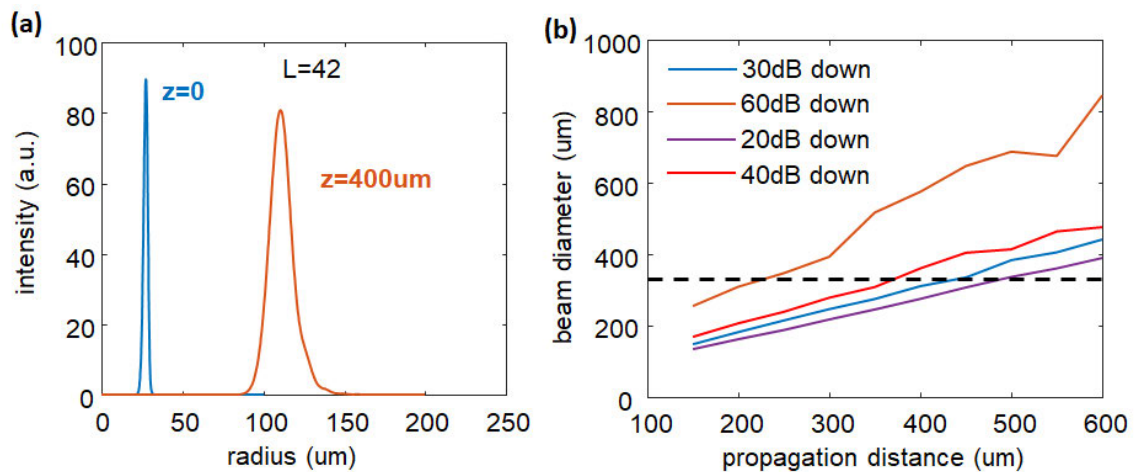 (a)
100
80
60
40
20
0
intensity (a.u.)
L=42
z=0
z=400um
0 50 100 150 200 250
radius (um)
(b)
1000
800
600
400
200
0
beam diameter (um)
30dB down
60dB down
20dB down
40dB down
100 200 300 400 500 600
propagation distance (um)